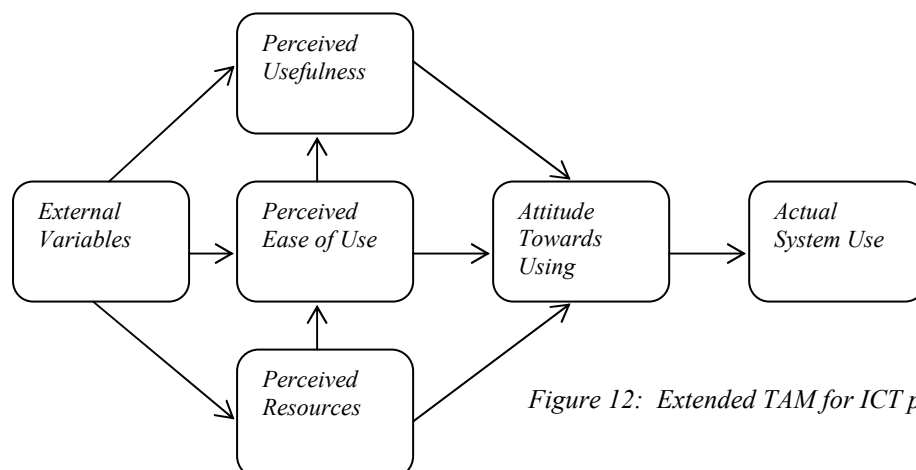 Perceived
Usefulness
External
Variables
Perceived
Ease of Use
Attitude
Towards
Using
Actual
System Use
Perceived
Resources
Figure 12: Extended TAM for ICT p